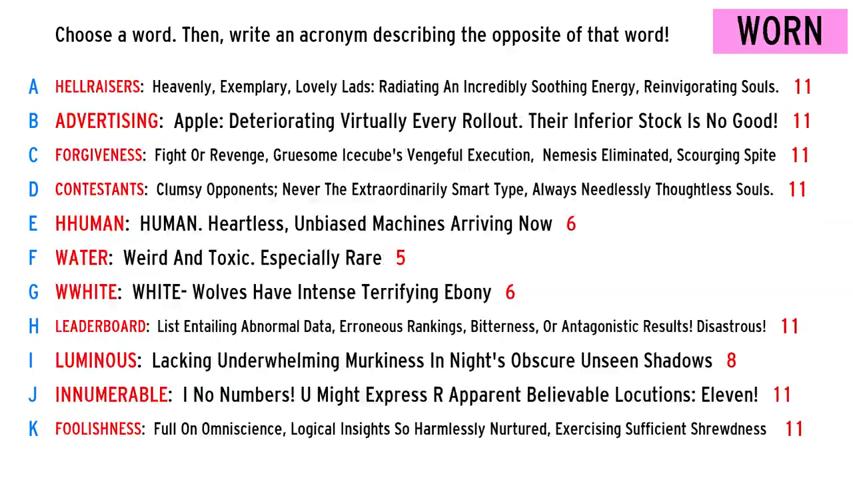 Choose a word. Then, write an acronym describing the opposite of that word!
WORN
A HELLRAISERS: Heavenly, Exemplary, Lovely Lads: Radiating An Incredibly Soothing Energy, Reinvigorating Souls. 11
B ADVERTISING: Apple: Deteriorating Virtually Every Rollout. Their Inferior Stock Is No Good! 11
C FORGIVENESS: Fight Or Revenge, Gruesome Icecube's Vengeful Execution, Nemesis Eliminated, Scourging Spite 11
D CONTESTANTS: Clumsy Opponents; Never The Extraordinarily Smart Type, Always Needlessly Thoughtless Souls. 11
E HHUMAN: HUMAN. Heartless, Unbiased Machines Arriving Now 6
F WATER: Weird And Toxic. Especially Rare 5
G WWHITE: WHITE- Wolves Have Intense Terrifying Ebony 6
H LEADERBOARD: List Entailing Abnormal Data, Erroneous Rankings, Bitterness, Or Antagonistic Results! Disastrous! 11
I LUMINOUS: Lacking Underwhelming Murkiness In Night's Obscure Unseen Shadows 8
J INNUMERABLE: I No Numbers! U Might Express R Apparent Believable Locutions: Eleven! 11
K FOOLISHNESS: Full On Omniscience, Logical Insights So Harmlessly Nurtured, Exercising Sufficient Shrewdness 11